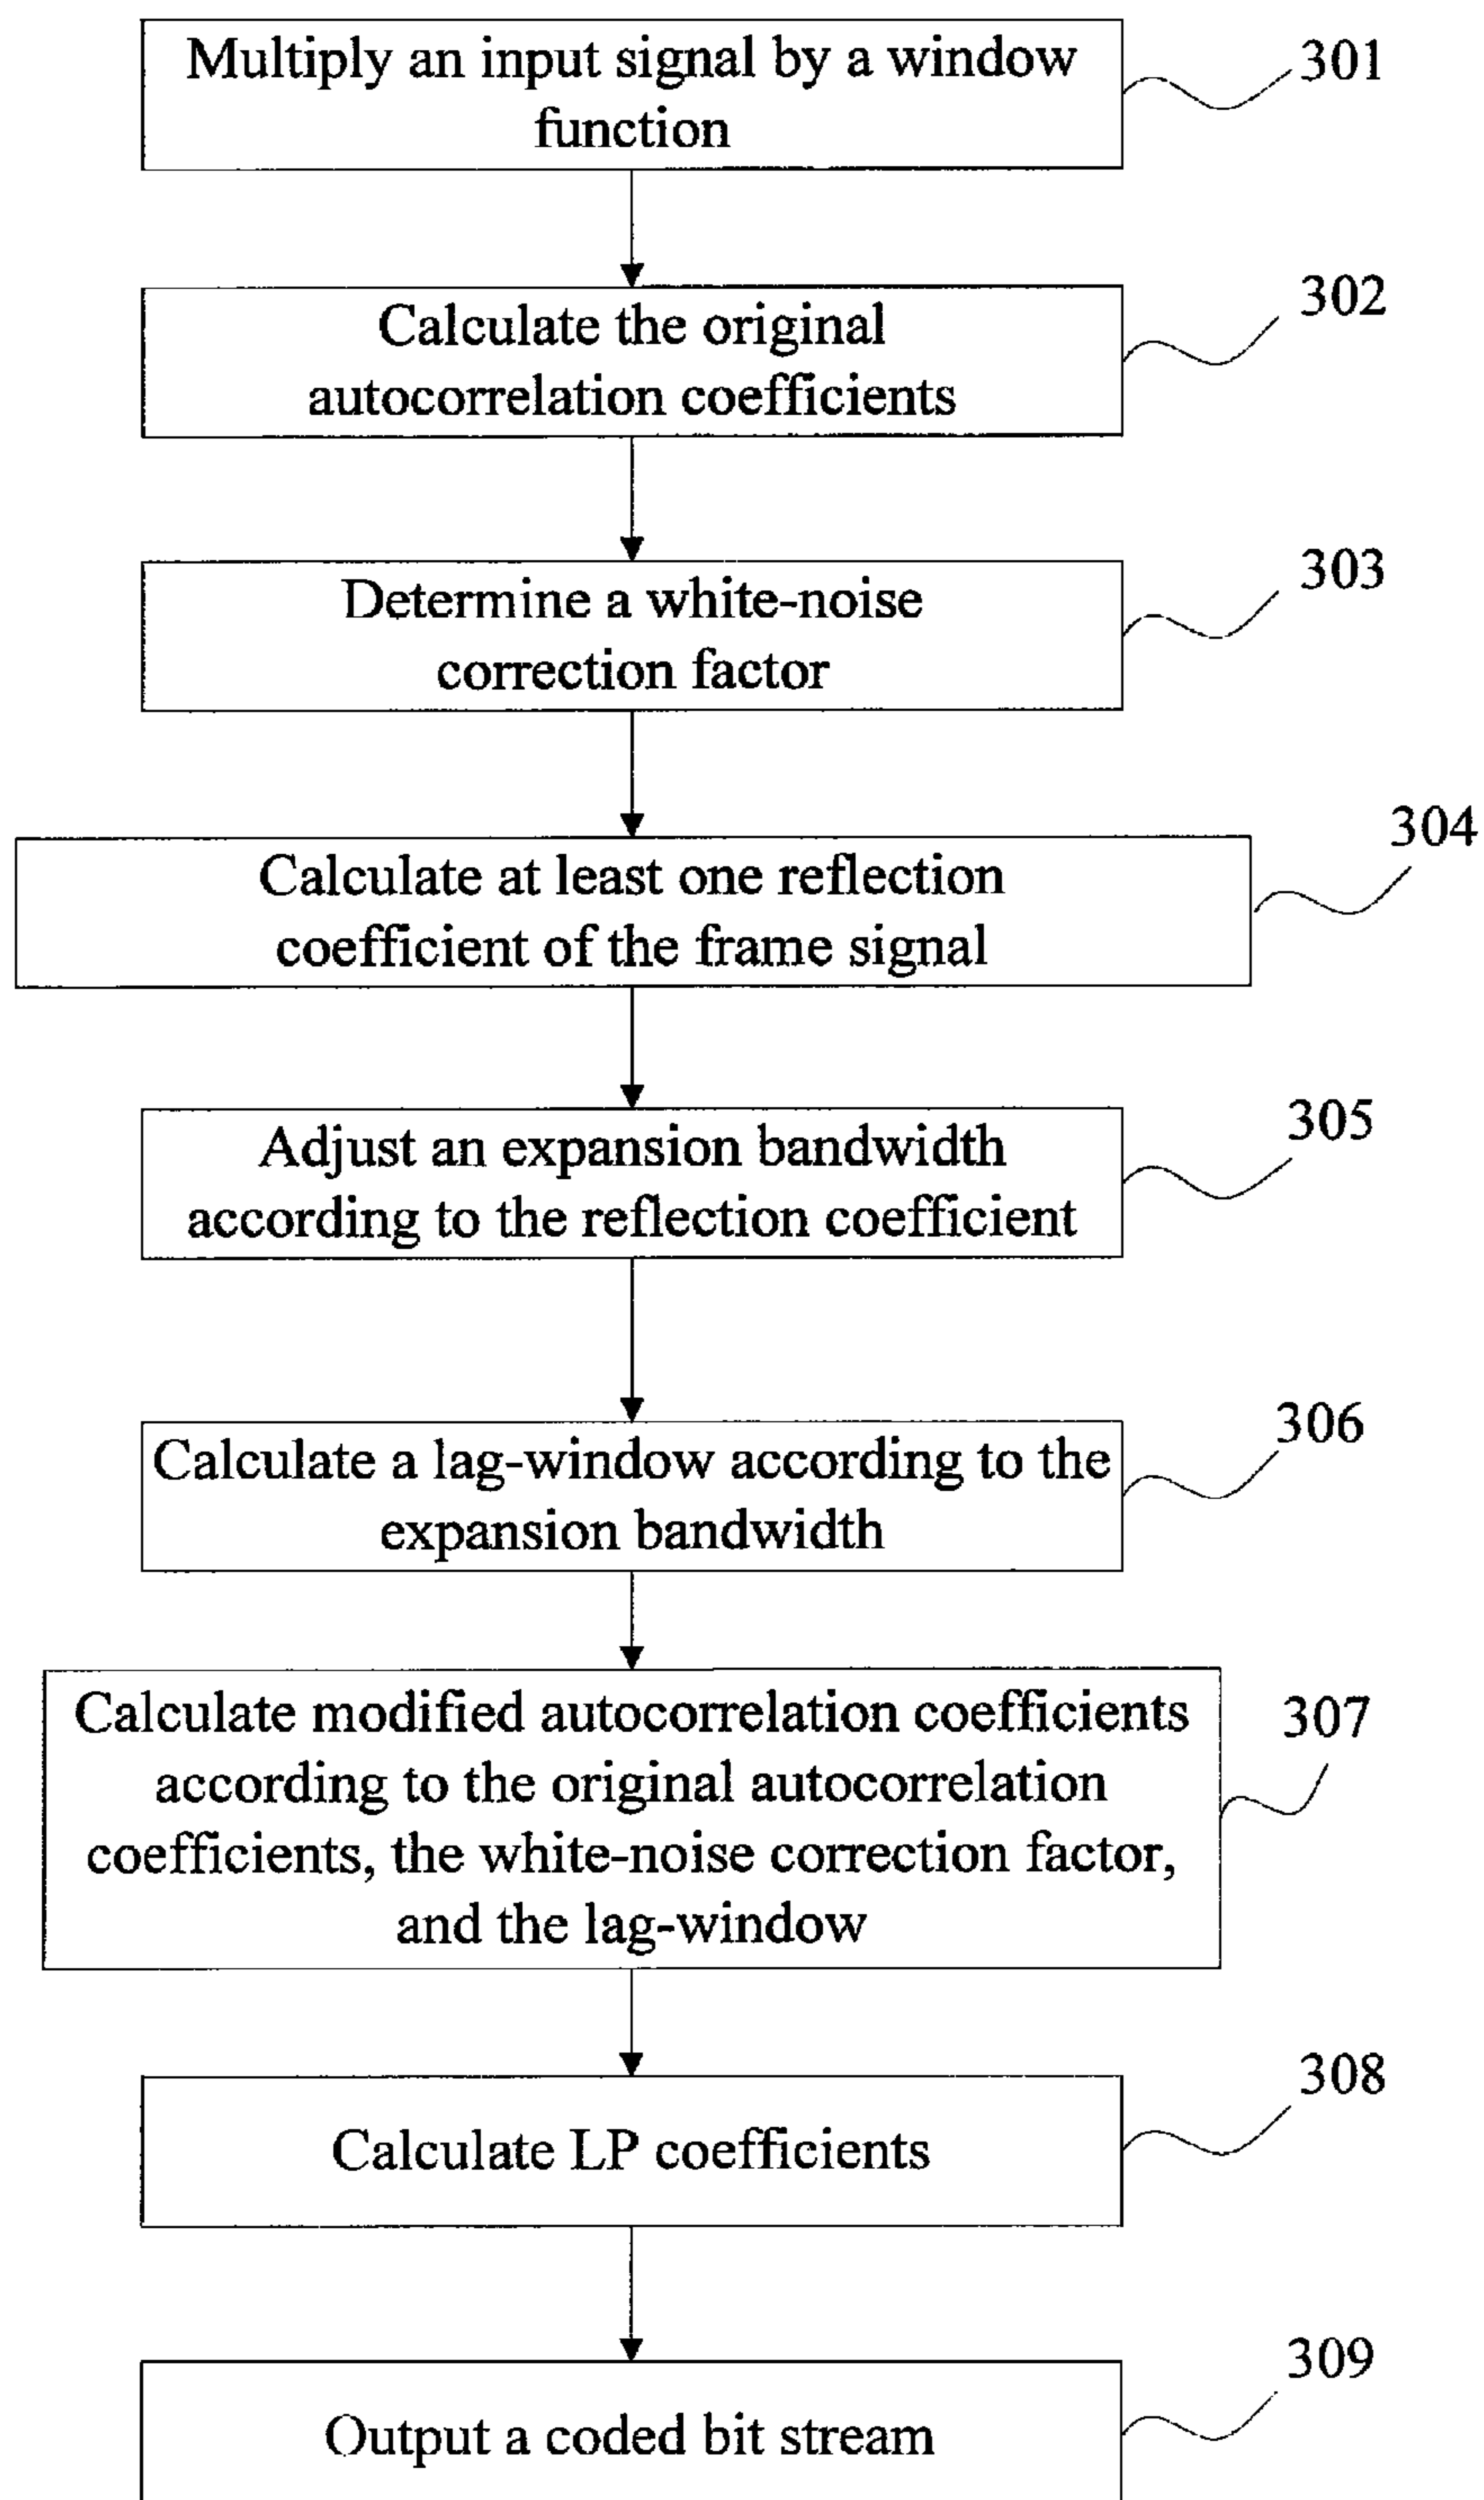 Multiply an input signal by a window
function
301
Calculate the original
autocorrelation coefficients
302
Determine a white-noise
correction factor
303
Calculate at least one reflection
coefficient of the frame signal
304
Adjust an expansion bandwidth
according to the reflection coefficient
305
Calculate a lag-window according to the
expansion bandwidth
306
Calculate modified autocorrelation coefficients
according to the original autocorrelation
coefficients, the white-noise correction factor,
and the lag-window
307
Calculate LP coefficients
308
Output a coded bit stream
309